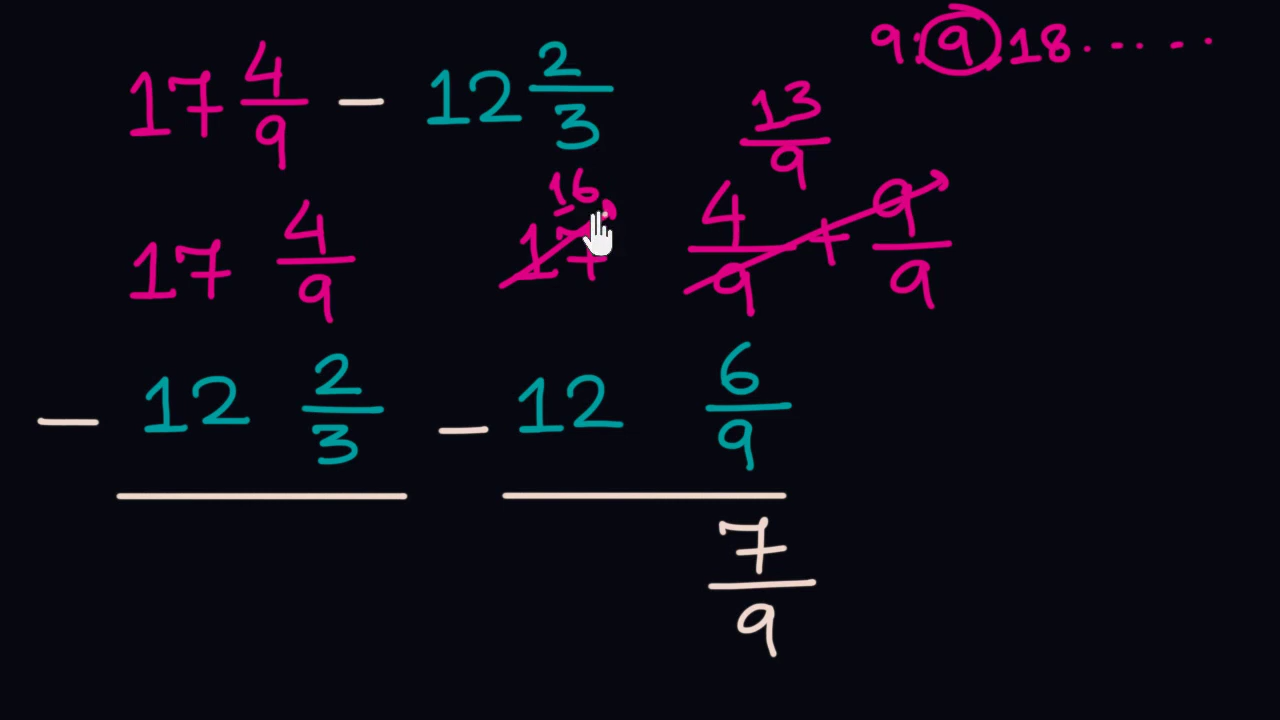 9: 9 18 . . . . .
17 4/9 − 12 2/3
13/9
16
17 4/9 17 4/9 + 9/9
− 12 2/3 − 12 6/9
7/9